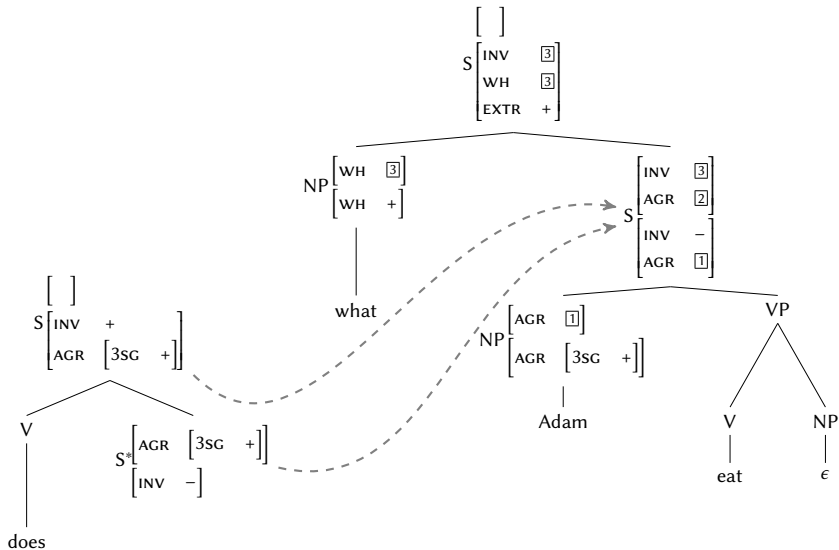 [ ]
S [INV 3
WH 3
EXTR +]
NP [WH 3]
[WH +]
what
S [INV 3
AGR 2]
[INV –
AGR 1]
NP [AGR 1]
[AGR [3SG +]]
Adam
VP
V
eat
NP
ϵ
[ ]
S [INV +
AGR [3SG +]]
V
does
S* [AGR [3SG +]]
[INV –]